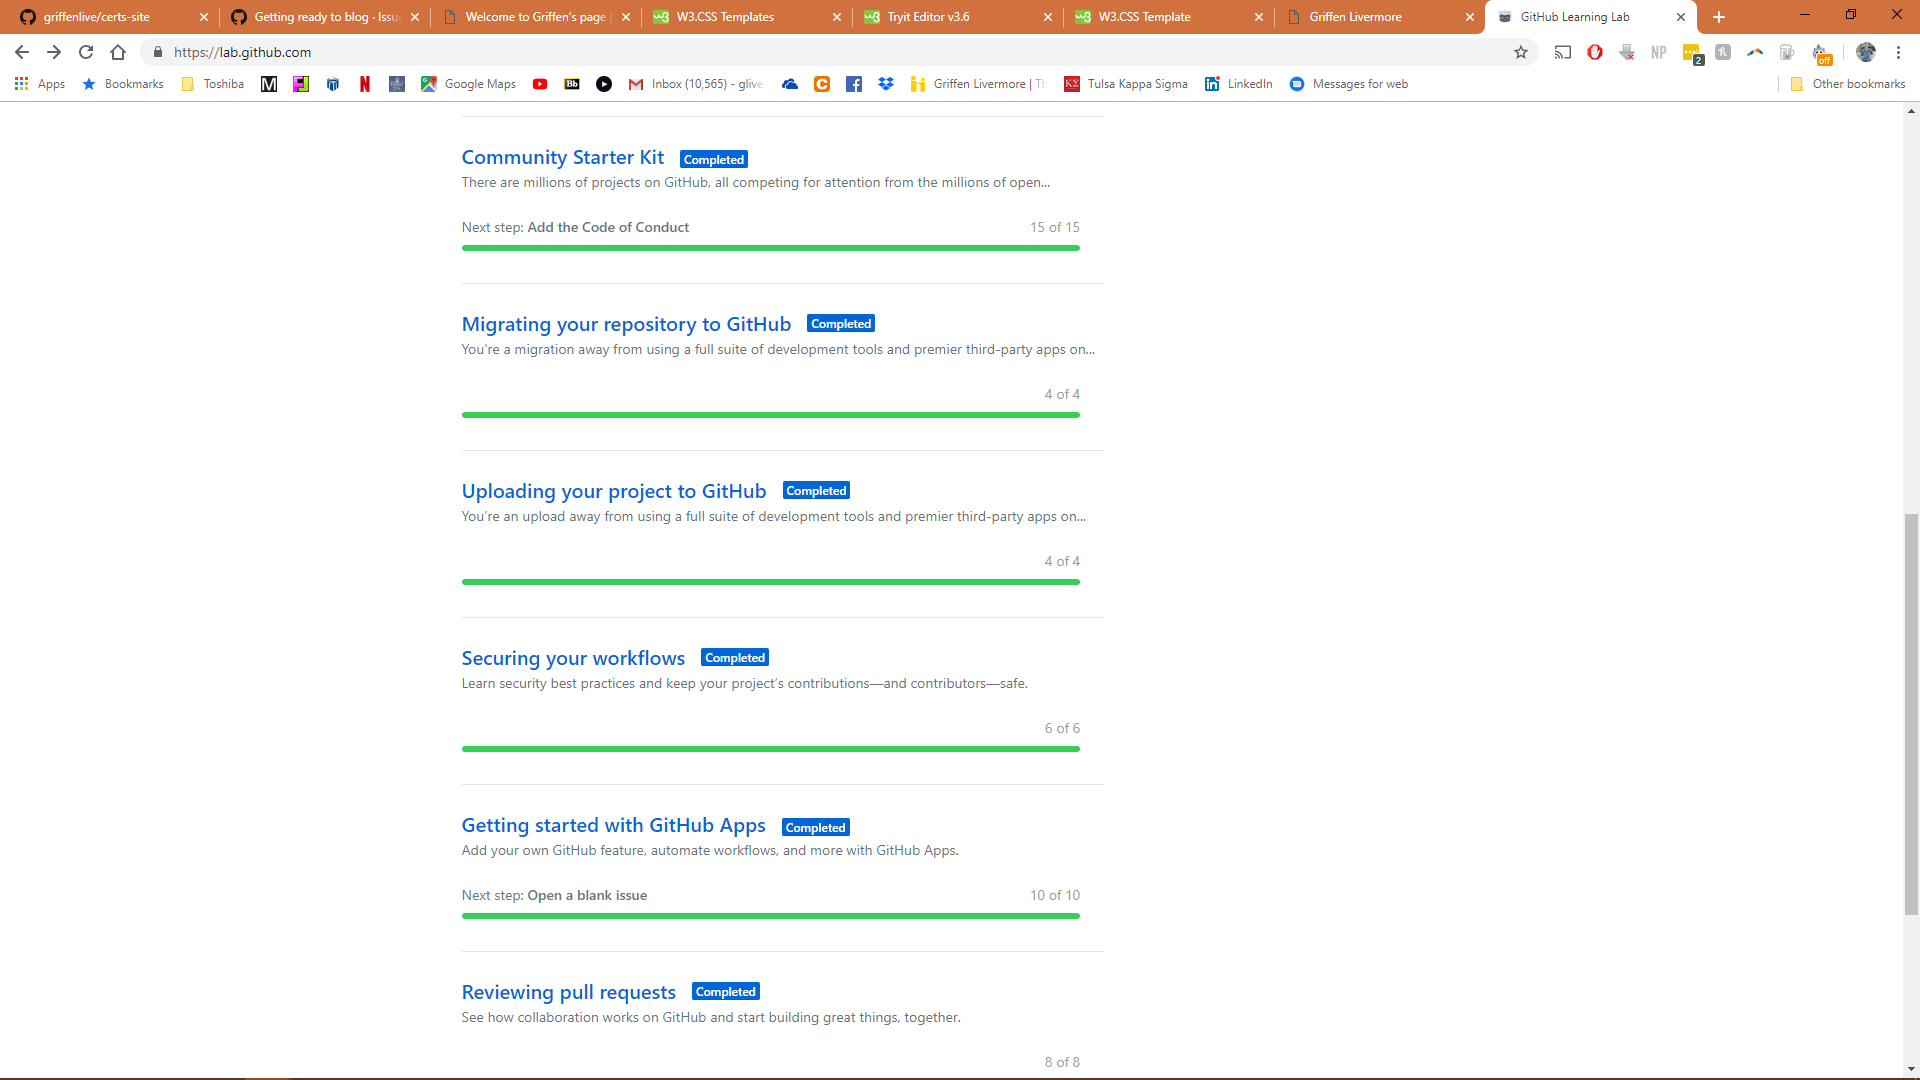 griffenlive/certs-site
Getting ready to blog · Issu
Welcome to Griffen's page |
W3.CSS Templates
Tryit Editor v3.6
W3.CSS Template
Griffen Livermore
GitHub Learning Lab
https://lab.github.com
NP
2
off
Apps
Bookmarks
Toshiba
Google Maps
Bb
Inbox (10,565) - glive
Griffen Livermore | Th
Tulsa Kappa Sigma
LinkedIn
Messages for web
Other bookmarks
Community Starter Kit Completed
There are millions of projects on GitHub, all competing for attention from the millions of open...
Next step: Add the Code of Conduct 15 of 15
Migrating your repository to GitHub Completed
You're a migration away from using a full suite of development tools and premier third-party apps on...
4 of 4
Uploading your project to GitHub Completed
You’re an upload away from using a full suite of development tools and premier third-party apps on...
4 of 4
Securing your workflows Completed
Learn security best practices and keep your project’s contributions—and contributors—safe.
6 of 6
Getting started with GitHub Apps Completed
Add your own GitHub feature, automate workflows, and more with GitHub Apps.
Next step: Open a blank issue 10 of 10
Reviewing pull requests Completed
See how collaboration works on GitHub and start building great things, together.
8 of 8